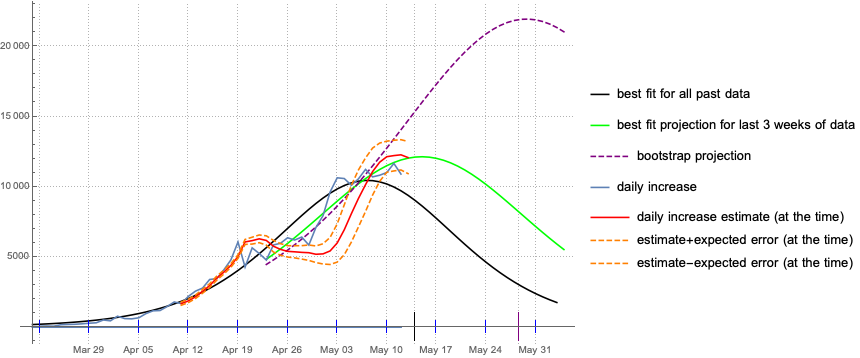 20 000
15 000
10 000
5000
Mar 29 Apr 05 Apr 12 Apr 19 Apr 26 May 03 May 10 May 17 May 24 May 31
best fit for all past data
best fit projection for last 3 weeks of data
bootstrap projection
daily increase
daily increase estimate (at the time)
estimate+expected error (at the time)
estimate−expected error (at the time)